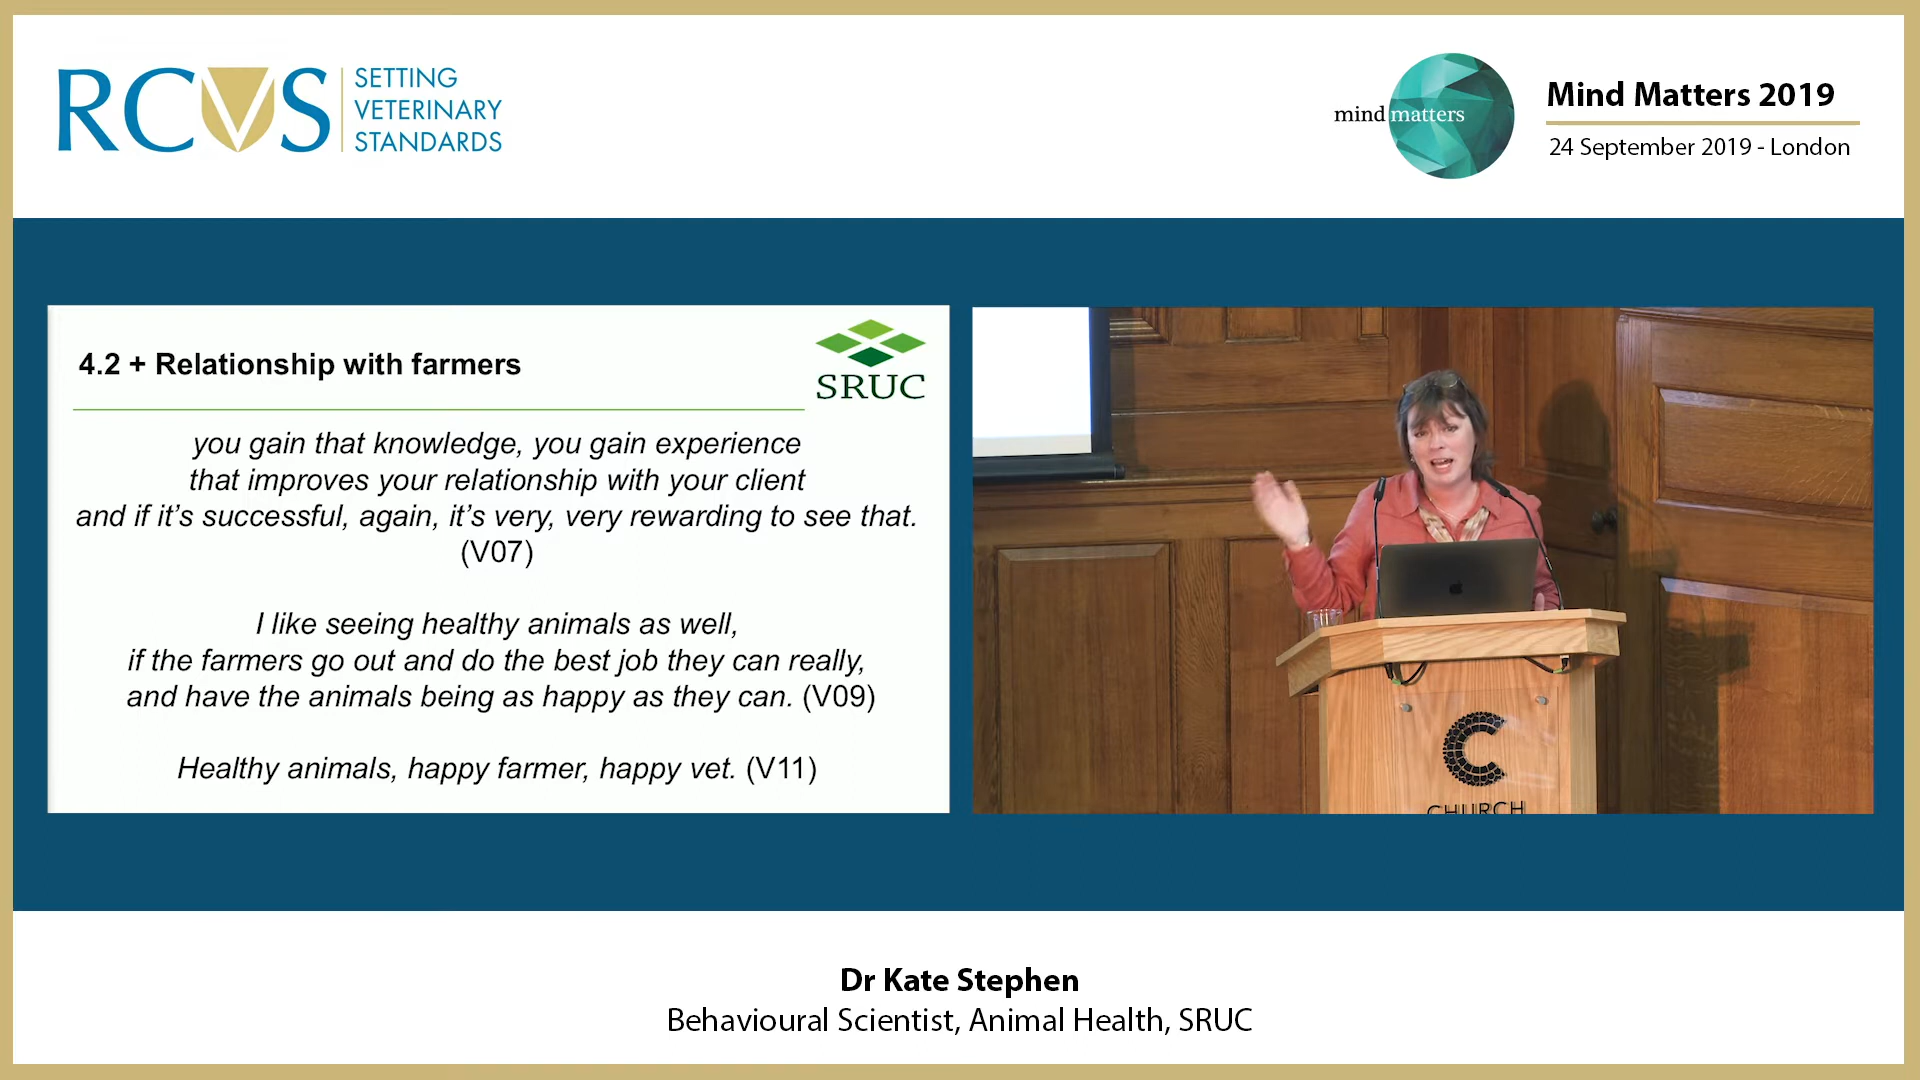 RCVS
SETTING
VETERINARY
STANDARDS
mind matters
Mind Matters 2019
24 September 2019 - London
4.2 + Relationship with farmers
SRUC
you gain that knowledge, you gain experience
that improves your relationship with your client
and if it's successful, again, it's very, very rewarding to see that.
(V07)
I like seeing healthy animals as well,
if the farmers go out and do the best job they can really,
and have the animals being as happy as they can. (V09)
Healthy animals, happy farmer, happy vet. (V11)
C
CHURCH
Dr Kate Stephen
Behavioural Scientist, Animal Health, SRUC